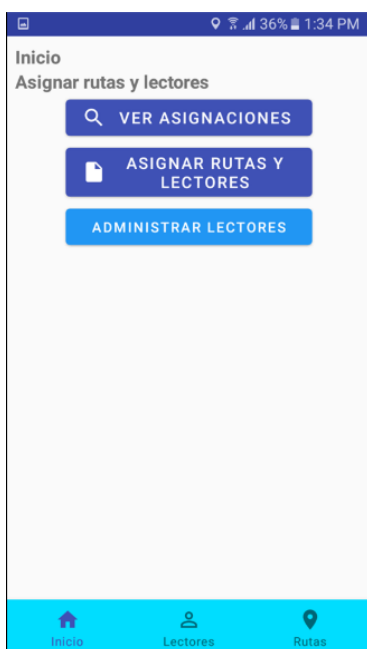 36% 1:34 PM
Inicio
Asignar rutas y lectores
VER ASIGNACIONES
ASIGNAR RUTAS Y
LECTORES
ADMINISTRAR LECTORES
Inicio Lectores Rutas